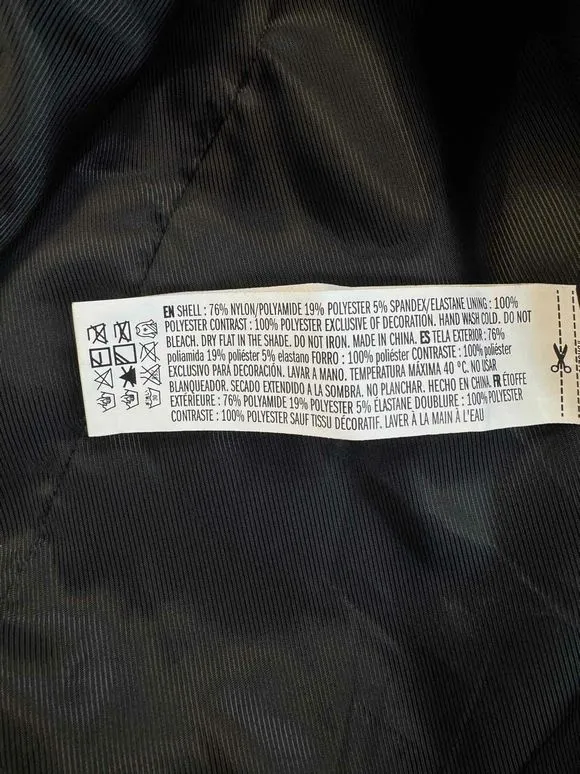 EN SHELL : 76% NYLON/POLYAMIDE 19% POLYESTER 5% SPANDEX/ELASTANE LINING : 100%
POLYESTER CONTRAST : 100% POLYESTER EXCLUSIVE OF DECORATION. HAND WASH COLD. DO NOT
BLEACH. DRY FLAT IN THE SHADE. DO NOT IRON. MADE IN CHINA. ES TELA EXTERIOR : 76%
poliamida 19% poliéster 5% elastano FORRO : 100% poliéster CONTRASTE : 100% poliéster
EXCLUSIVO PARA DECORACIÓN. LAVAR A MANO. TEMPERATURA MÁXIMA 40 ºC. NO USAR
BLANQUEADOR. SECADO EXTENDIDO A LA SOMBRA. NO PLANCHAR. HECHO EN CHINA. FR ÉTOFFE
EXTÉRIEURE : 76% POLYAMIDE 19% POLYESTER 5% ÉLASTANE DOUBLURE : 100% POLYESTER
CONTRASTE : 100% POLYESTER SAUF TISSU DÉCORATIF. LAVER À LA MAIN À L'EAU